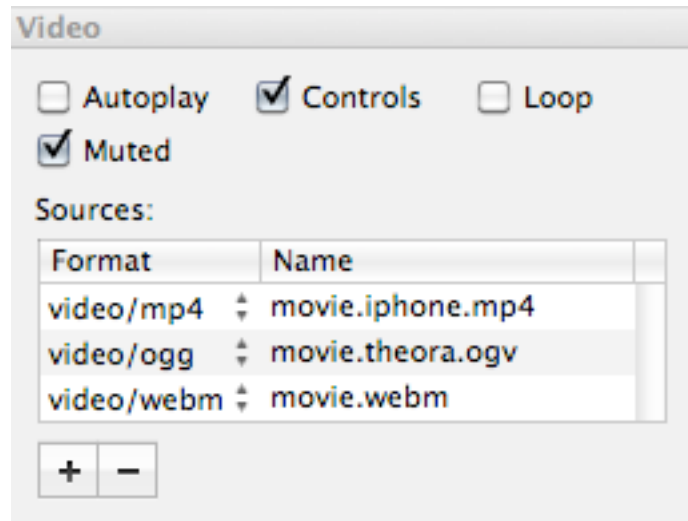 Video
Autoplay Controls Loop
Muted
Sources:
Format Name
video/mp4 movie.iphone.mp4
video/ogg movie.theora.ogv
video/webm movie.webm
+ −